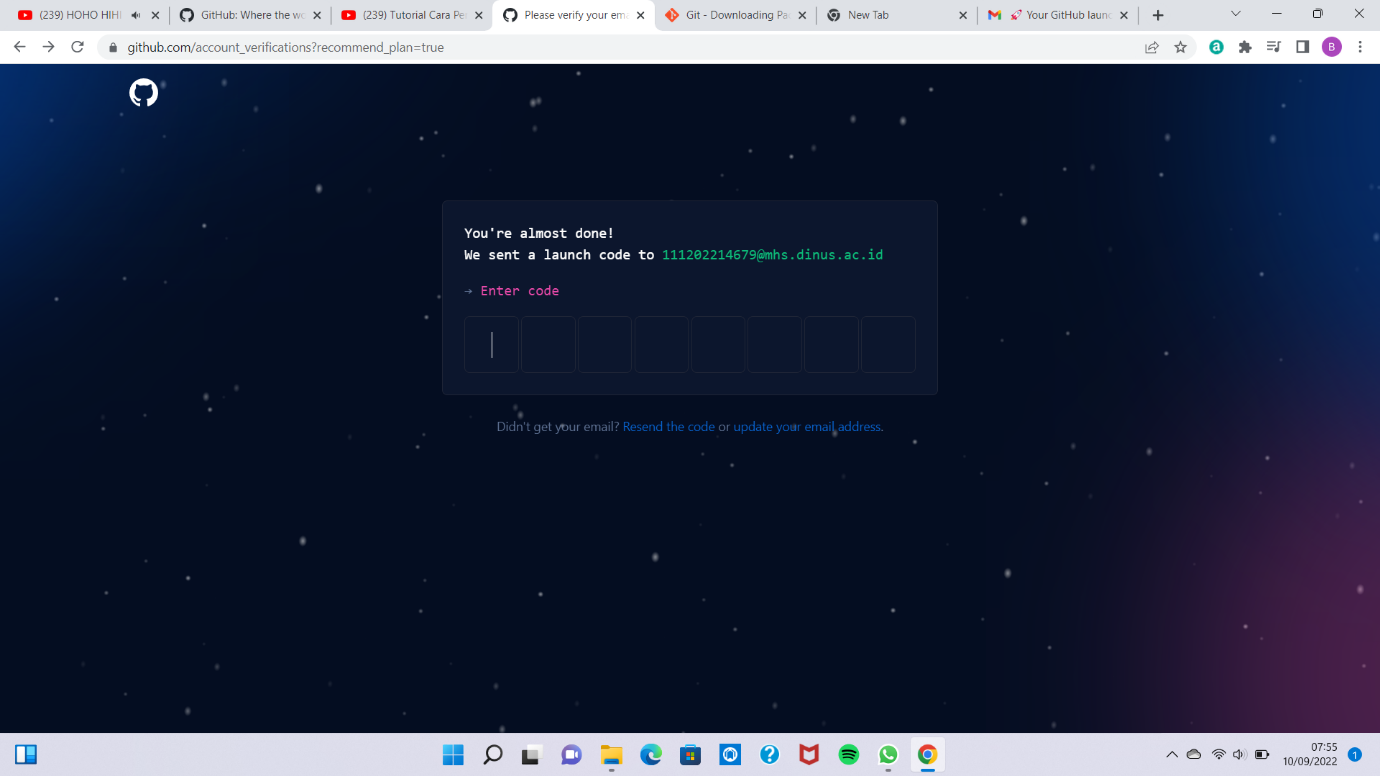 (239) HOHO HIHI
GitHub: Where the wo
(239) Tutorial Cara Pe
Please verify your ema
Git - Downloading Pa
New Tab
🚀 Your GitHub laun
github.com/account_verifications?recommend_plan=true
B
You're almost done!
We sent a launch code to 111202214679@mhs.dinus.ac.id
→ Enter code
Didn't get your email? Resend the code or update your email address.
07:55
10/09/2022
1